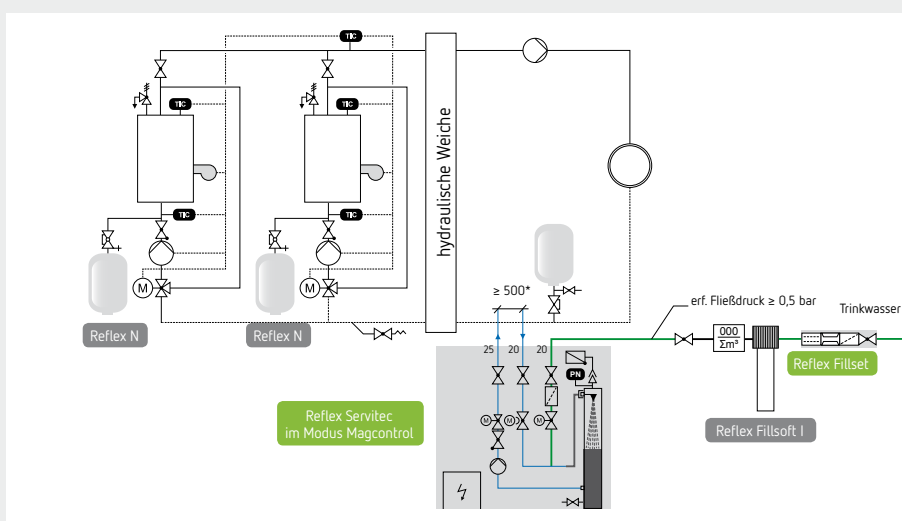 TIC
TIC
TIC
TIC
TIC
M
M
hydraulische Weiche
Reflex N
Reflex N
≥ 500*
25
20
20
erf. Fließdruck ≥ 0,5 bar
Trinkwasser
000
Σm³
Reflex Fillset
Reflex Fillsoft I
PN
M
M
M
Reflex Servitec
im Modus Magcontrol